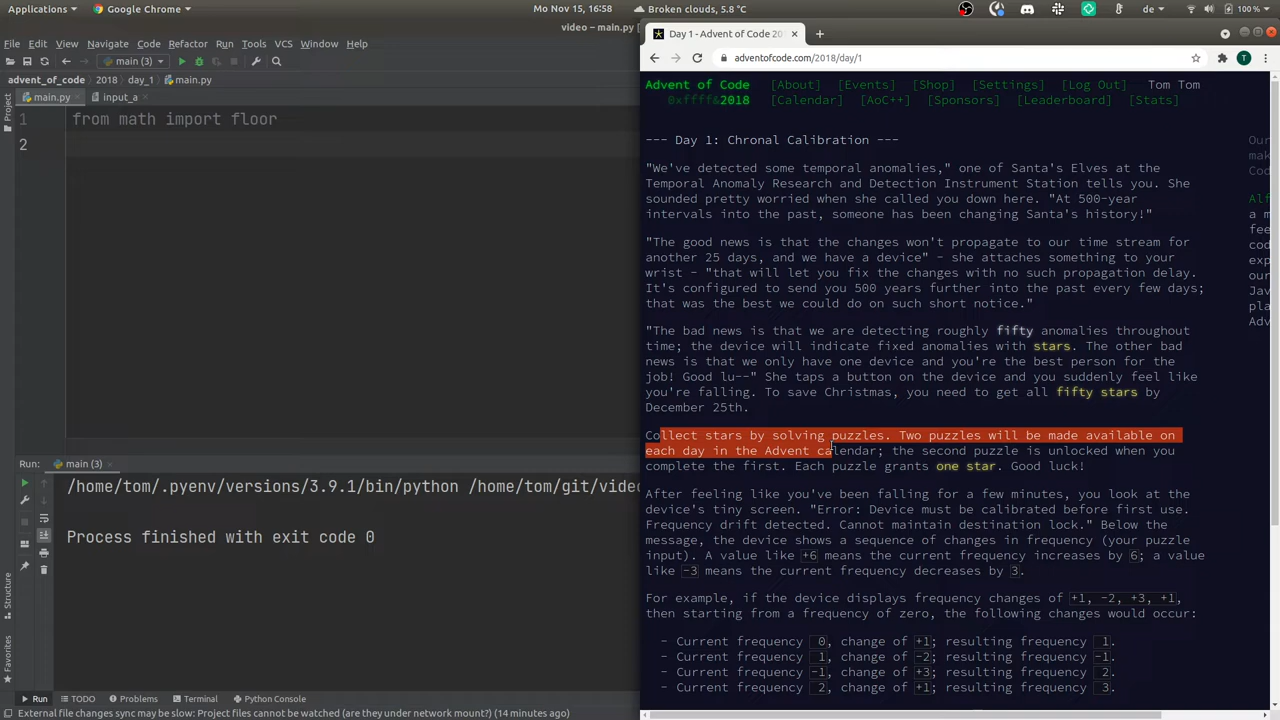 Applications
Google Chrome
Mo Nov 15, 16:58
Broken clouds, 5.8 °C
de
100 %
video – main.py
File Edit View Navigate Code Refactor Tools VCS Window Help
main (3)
advent_of_code 2018 day_1 main.py
main.py
input_a
Project
1 from math import floor
2
Run: main (3)
/home/tom/.pyenv/versions/3.9.1/bin/python /home/tom/git/vide
Process finished with exit code 0
Structure
Favorites
Run
TODO
Problems
Terminal
Python Console
External file changes sync may be slow: Project files cannot be watched (are they under network mount?) (14 minutes ago)
Day 1 - Advent of Code 20
adventofcode.com/2018/day/1
T
Advent of Code [About] [Events] [Shop] [Settings] [Log Out] Tom Tom
0xffff&2018 [Calendar] [AoC++] [Sponsors] [Leaderboard] [Stats]
--- Day 1: Chronal Calibration ---
"We've detected some temporal anomalies," one of Santa's Elves at the
Temporal Anomaly Research and Detection Instrument Station tells you. She
sounded pretty worried when she called you down here. "At 500-year
intervals into the past, someone has been changing Santa's history!"
"The good news is that the changes won't propagate to our time stream for
another 25 days, and we have a device" - she attaches something to your
wrist - "that will let you fix the changes with no such propagation delay.
It's configured to send you 500 years further into the past every few days;
that was the best we could do on such short notice."
"The bad news is that we are detecting roughly fifty anomalies throughout
time; the device will indicate fixed anomalies with stars. The other bad
news is that we only have one device and you're the best person for the
job! Good lu--" She taps a button on the device and you suddenly feel like
you're falling. To save Christmas, you need to get all fifty stars by
December 25th.
Collect stars by solving puzzles. Two puzzles will be made available on
each day in the Advent calendar; the second puzzle is unlocked when you
complete the first. Each puzzle grants one star. Good luck!
After feeling like you've been falling for a few minutes, you look at the
device's tiny screen. "Error: Device must be calibrated before first use.
Frequency drift detected. Cannot maintain destination lock." Below the
message, the device shows a sequence of changes in frequency (your puzzle
input). A value like +6 means the current frequency increases by 6; a value
like -3 means the current frequency decreases by 3.
For example, if the device displays frequency changes of +1, -2, +3, +1,
then starting from a frequency of zero, the following changes would occur:
- Current frequency 0, change of +1; resulting frequency 1.
- Current frequency 1, change of -2; resulting frequency -1.
- Current frequency -1, change of +3; resulting frequency 2.
- Current frequency 2, change of +1; resulting frequency 3.
Our
mak
Cod
Alf
a m
fee
cod
exp
our
Jav
pla
Adv